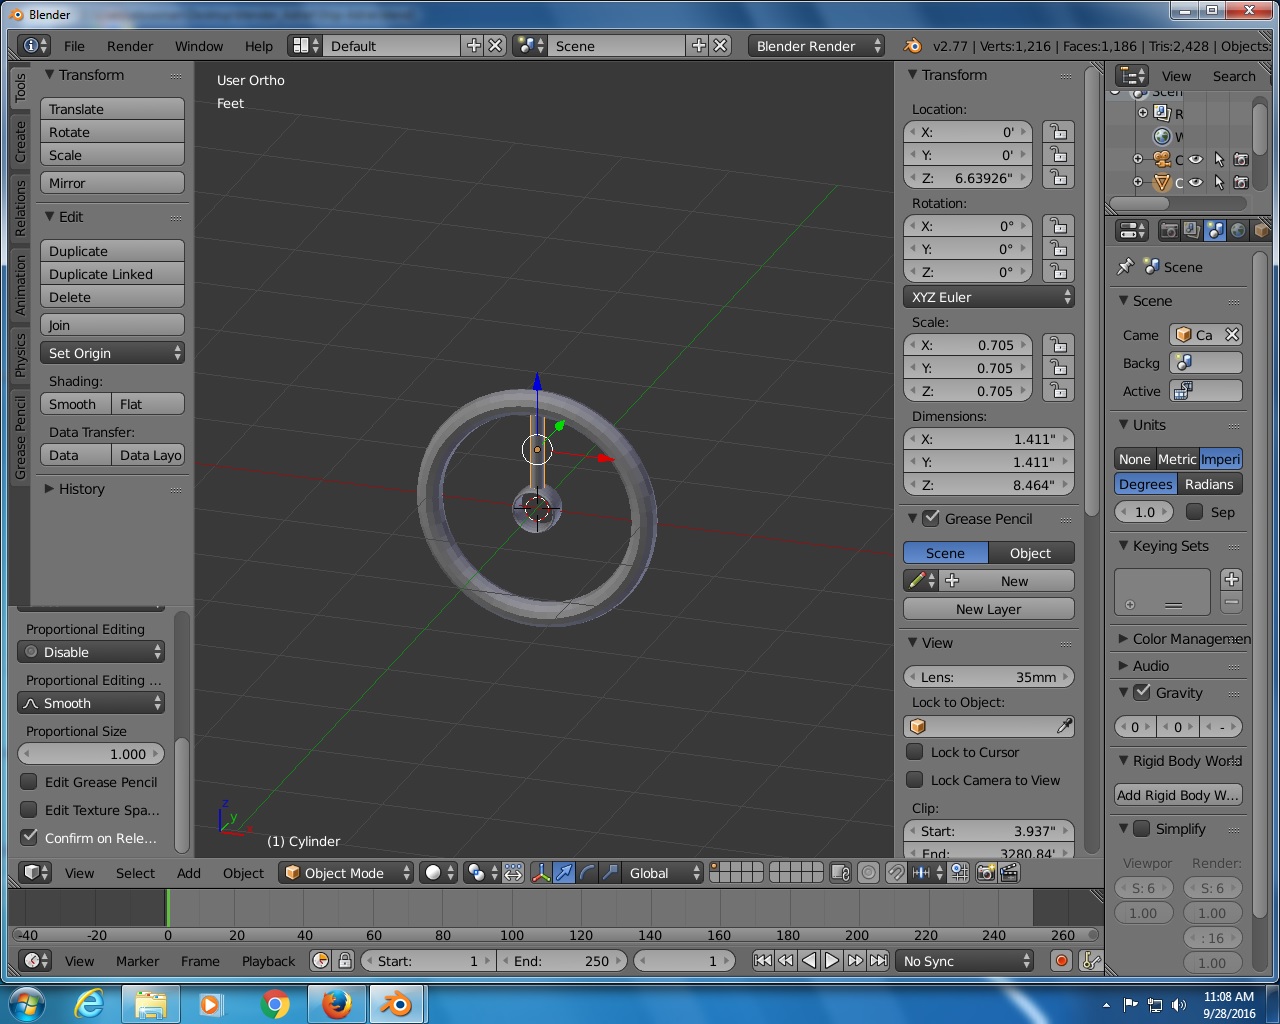 Blender
File Render Window Help Default Scene Blender Render v2.77 | Verts:1,216 | Faces:1,186 | Tris:2,428 | Objects:
Tools
Create
Relations
Animation
Physics
Grease Pencil
Transform
Translate
Rotate
Scale
Mirror
Edit
Duplicate
Duplicate Linked
Delete
Join
Set Origin
Shading:
Smooth Flat
Data Transfer:
Data Data Layo
History
Proportional Editing
Disable
Proportional Editing ...
Smooth
Proportional Size
1.000
Edit Grease Pencil
Edit Texture Spa...
Confirm on Rele...
User Ortho
Feet
z
y
x
(1) Cylinder
Transform
Location:
X: 0'
Y: 0'
Z: 6.63926"
Rotation:
X: 0°
Y: 0°
Z: 0°
XYZ Euler
Scale:
X: 0.705
Y: 0.705
Z: 0.705
Dimensions:
X: 1.411"
Y: 1.411"
Z: 8.464"
Grease Pencil
Scene Object
New
New Layer
View
Lens: 35mm
Lock to Object:
Lock to Cursor
Lock Camera to View
Clip:
Start: 3.937"
End: 3280.84'
View Search
Scen
R
W
C
C
Scene
Scene
Came Ca
Backg
Active
Units
None Metric Imperi
Degrees Radians
1.0 Sep
Keying Sets
Color Managemen
Audio
Gravity
0 0 -
Rigid Body World
Add Rigid Body W...
Simplify
Viewpor Render:
S: 6 S: 6
1.00 1.00
: 16
1.00
View Select Add Object Object Mode Global
-40 -20 0 20 40 60 80 100 120 140 160 180 200 220 240 260
View Marker Frame Playback Start: 1 End: 250 1 No Sync
11:08 AM
9/28/2016